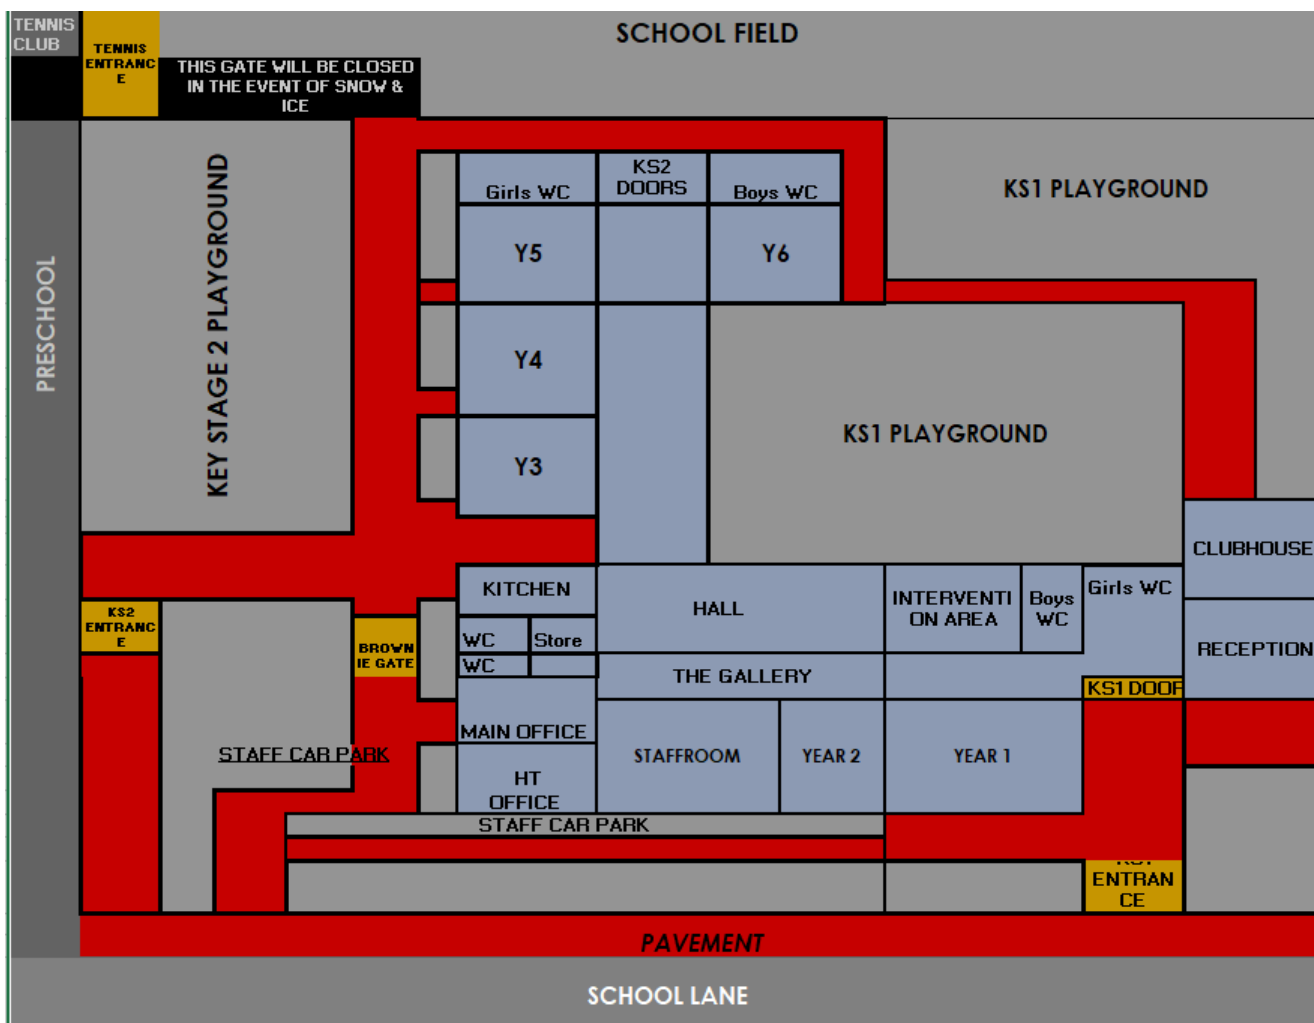 TENNIS
CLUB
TENNIS
ENTRANC
E
THIS GATE WILL BE CLOSED
IN THE EVENT OF SNOW &
ICE
SCHOOL FIELD
PRESCHOOL
KEY STAGE 2 PLAYGROUND
Girls WC
KS2
DOORS
Boys WC
KS1 PLAYGROUND
Y5
Y6
Y4
KS1 PLAYGROUND
Y3
CLUBHOUSE
KITCHEN
HALL
INTERVENTI
ON AREA
Boys
WC
Girls WC
KS2
ENTRANC
E
BROWN
IE GATE
WC
Store
WC
THE GALLERY
RECEPTION
KS1 DOOR
MAIN OFFICE
STAFF CAR PARK
STAFFROOM
YEAR 2
YEAR 1
HT
OFFICE
STAFF CAR PARK
KS1
ENTRAN
CE
PAVEMENT
SCHOOL LANE